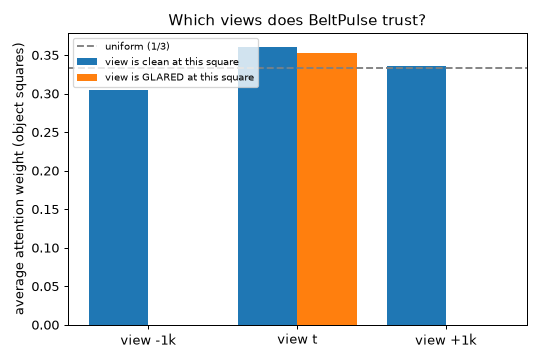 Which views does BeltPulse trust?
uniform (1/3)
view is clean at this square
view is GLARED at this square
average attention weight (object squares)
0.35
0.30
0.25
0.20
0.15
0.10
0.05
0.00
view -1k
view t
view +1k